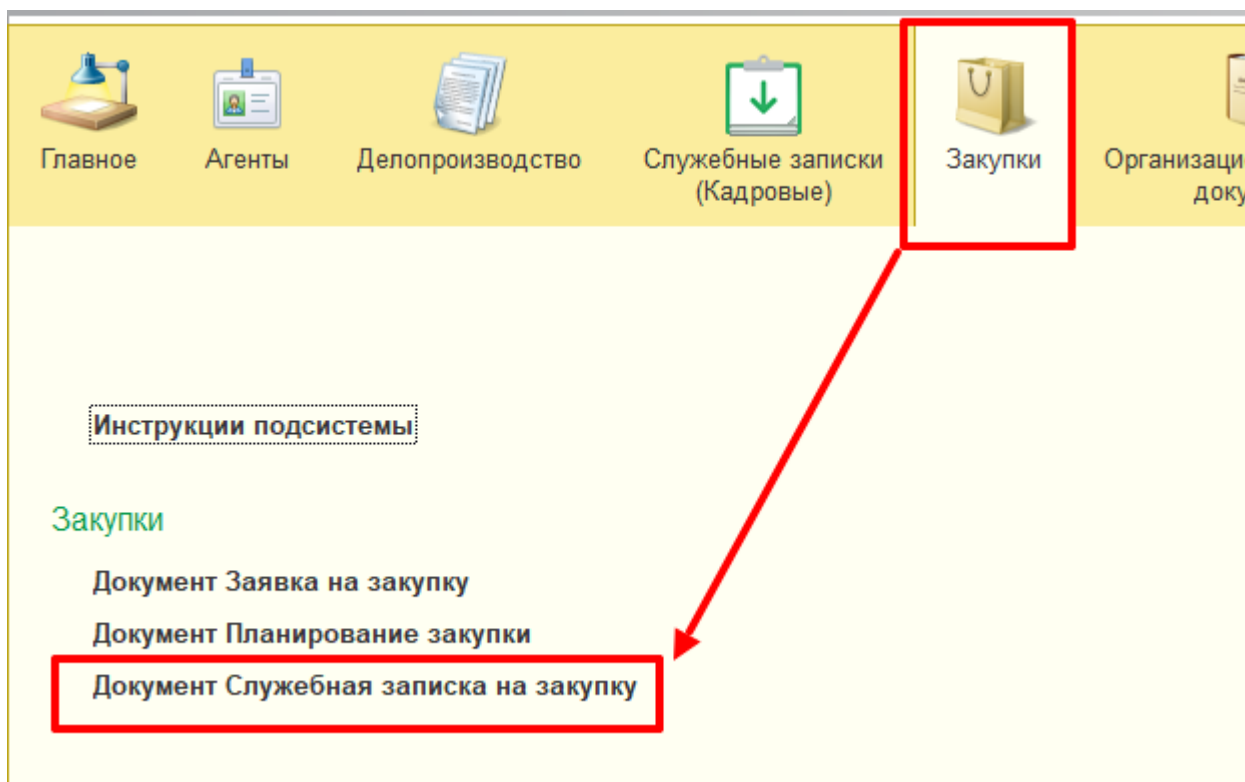 Главное
Агенты
Делопроизводство
Служебные записки
(Кадровые)
Закупки
Инструкции подсистемы
Закупки
Документ Заявка на закупку
Документ Планирование закупки
Документ Служебная записка на закупку